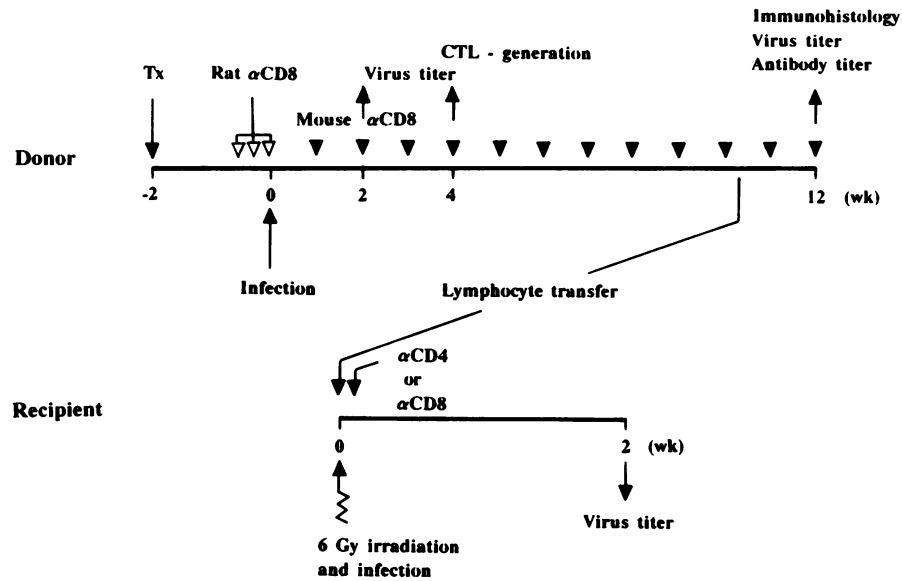 Immunohistology
Virus titer
Antibody titer
CTL - generation
Tx
Rat αCD8
Virus titer
Mouse αCD8
Donor
-2
0
2
4
12 (wk)
Infection
Lymphocyte transfer
αCD4
or
αCD8
Recipient
0
2 (wk)
Virus titer
6 Gy irradiation
and infection